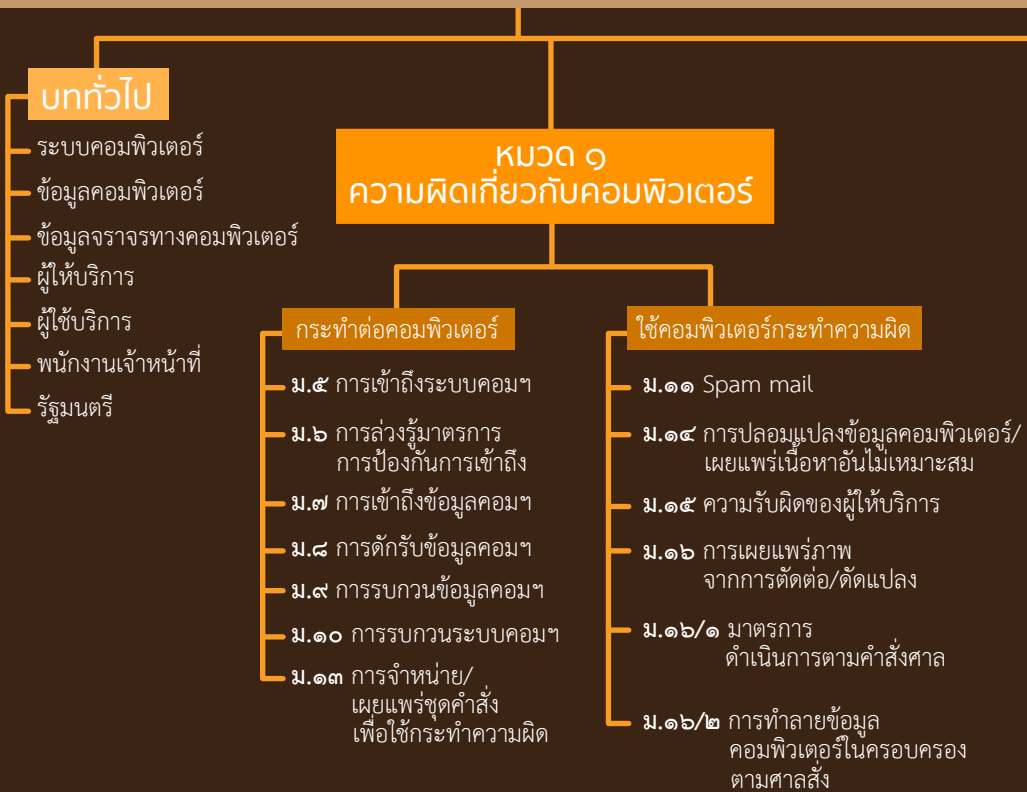 บททั่วไป
ระบบคอมพิวเตอร์
ข้อมูลคอมพิวเตอร์
ข้อมูลจราจรทางคอมพิวเตอร์
ผู้ให้บริการ
ผู้ใช้บริการ
พนักงานเจ้าหน้าที่
รัฐมนตรี
หมวด ๑
ความผิดเกี่ยวกับคอมพิวเตอร์
กระทำต่อคอมพิวเตอร์
ม.๕ การเข้าถึงระบบคอมฯ
ม.๖ การล่วงรู้มาตรการ
การป้องกันการเข้าถึง
ม.๗ การเข้าถึงข้อมูลคอมฯ
ม.๘ การดักรับข้อมูลคอมฯ
ม.๙ การรบกวนข้อมูลคอมฯ
ม.๑๐ การรบกวนระบบคอมฯ
ม.๑๓ การจำหน่าย/
เผยแพร่ชุดคำสั่ง
เพื่อใช้กระทำความผิด
ใช้คอมพิวเตอร์กระทำความผิด
ม.๑๑ Spam mail
ม.๑๔ การปลอมแปลงข้อมูลคอมพิวเตอร์/
เผยแพร่เนื้อหาอันไม่เหมาะสม
ม.๑๕ ความรับผิดของผู้ให้บริการ
ม.๑๖ การเผยแพร่ภาพ
จากการตัดต่อ/ดัดแปลง
ม.๑๖/๑ มาตรการ
ดำเนินการตามคำสั่งศาล
ม.๑๖/๒ การทำลายข้อมูล
คอมพิวเตอร์ในครอบครอง
ตามศาลสั่ง